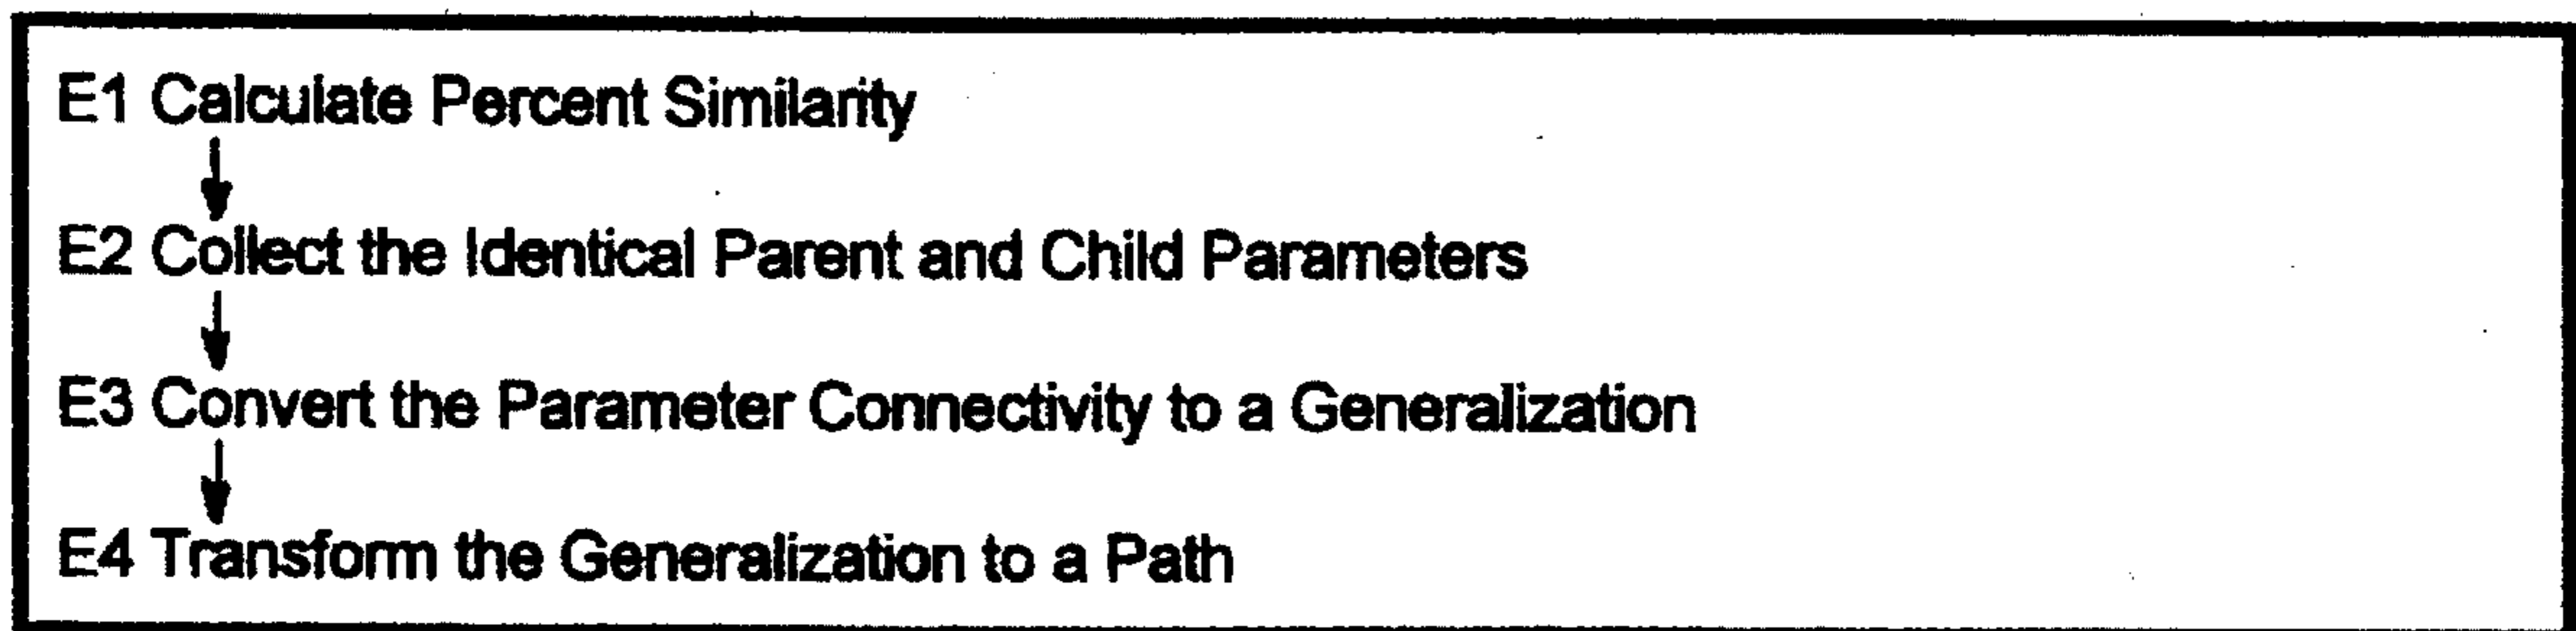 E1 Calculate Percent Similarity
E2 Collect the Identical Parent and Child Parameters
E3 Convert the Parameter Connectivity to a Generalization
E4 Transform the Generalization to a Path